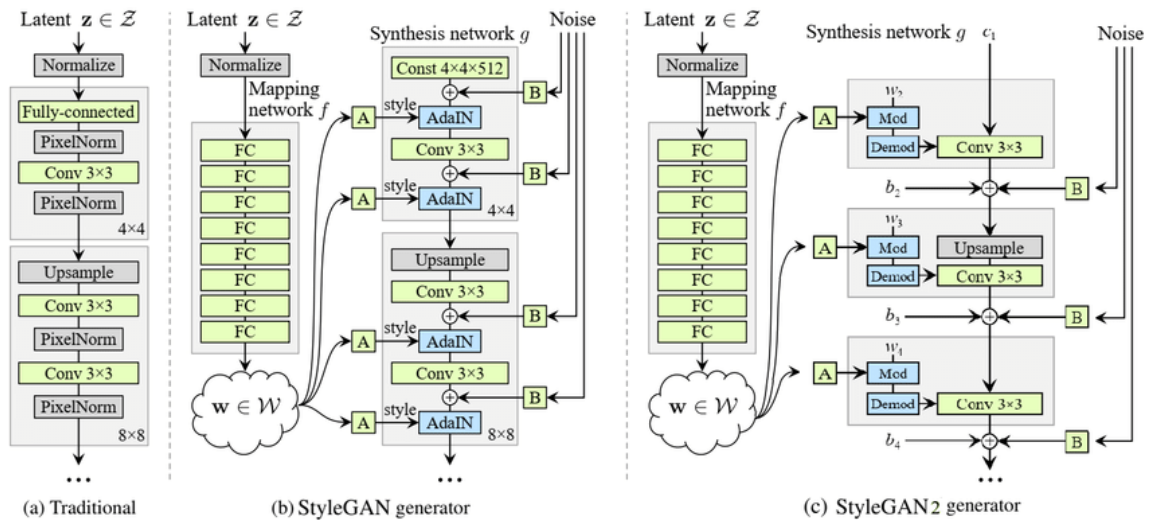 Latent z ∈ Z
Normalize
Fully-connected
PixelNorm
Conv 3×3
PixelNorm
4×4
Upsample
Conv 3×3
PixelNorm
Conv 3×3
PixelNorm
8×8
...
(a) Traditional
Latent z ∈ Z
Normalize
Mapping
network f
FC
FC
FC
FC
FC
FC
FC
FC
w ∈ W
Synthesis network g
Noise
Const 4×4×512
B
A
style
AdaIN
Conv 3×3
B
A
style
AdaIN
4×4
Upsample
Conv 3×3
B
A
style
AdaIN
Conv 3×3
B
A
style
AdaIN
8×8
...
(b) StyleGAN generator
Latent z ∈ Z
Normalize
Mapping
network f
FC
FC
FC
FC
FC
FC
FC
FC
w ∈ W
Synthesis network g
c₁
Noise
w₂
A
Mod
Demod
Conv 3×3
b₂
B
w₃
A
Mod
Upsample
Demod
Conv 3×3
b₃
B
w₄
A
Mod
Demod
Conv 3×3
b₄
B
...
(c) StyleGAN2 generator